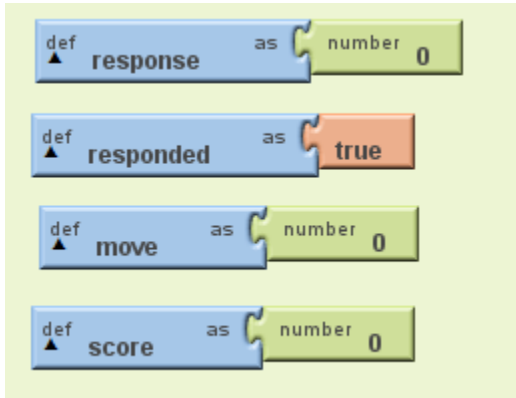 def response as number 0
def responded as true
def move as number 0
def score as number 0